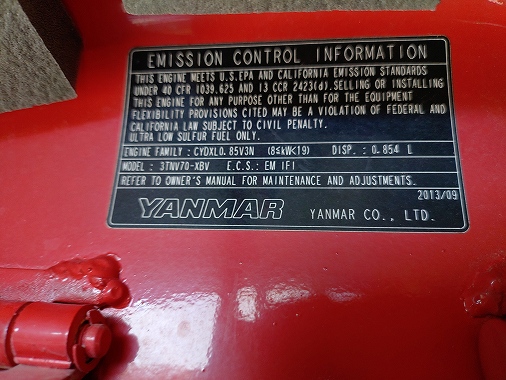 EMISSION CONTROL INFORMATION
THIS ENGINE MEETS U.S.EPA AND CALIFORNIA EMISSION STANDARDS
UNDER 40 CFR 1039.625 AND 13 CCR 2423(d).SELLING OR INSTALLING
THIS ENGINE FOR ANY PURPOSE OTHER THAN FOR THE EQUIPMENT
FLEXIBILITY PROVISIONS CITED MAY BE A VIOLATION OF FEDERAL AND
CALIFORNIA LAW SUBJECT TO CIVIL PENALTY.
ULTRA LOW SULFUR FUEL ONLY.
ENGINE FAMILY : CYDXL0.85V3N (8≤kW<19) DISP. : 0.854 L
MODEL : 3TNV70-XBV E.C.S.: EM IFI
REFER TO OWNER'S MANUAL FOR MAINTENANCE AND ADJUSTMENTS.
2013/09
YANMAR YANMAR CO., LTD.